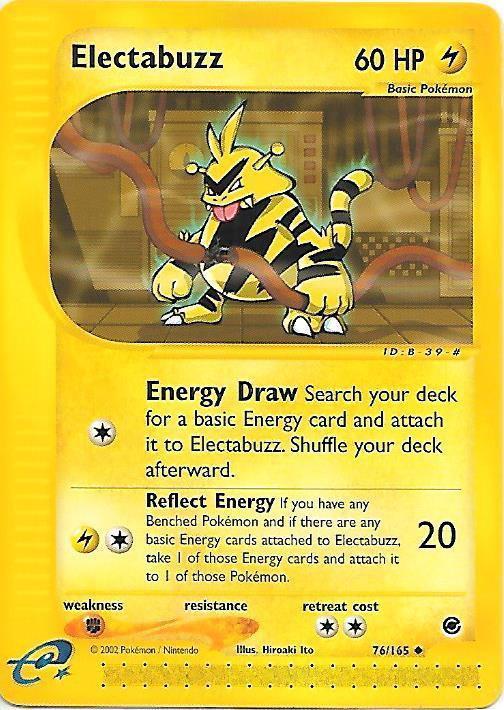 Electabuzz 60 HP
Basic Pokémon
ID:B-39-#
Energy Draw Search your deck
for a basic Energy card and attach
it to Electabuzz. Shuffle your deck
afterward.
Reflect Energy If you have any
Benched Pokémon and if there are any
basic Energy cards attached to Electabuzz,
take 1 of those Energy cards and attach it
to 1 of those Pokémon.
20
weakness resistance retreat cost
© 2002 Pokémon / Nintendo Illus. Hiroaki Ito 76/165